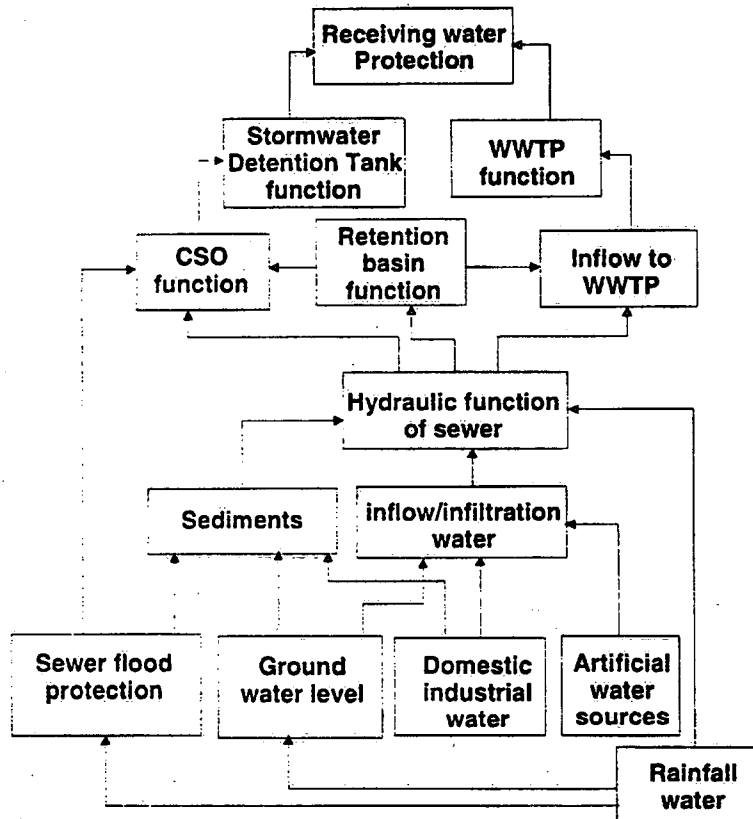 Receiving water
Protection
Stormwater
Detention Tank
function
WWTP
function
CSO
function
Retention
basin
function
Inflow to
WWTP
Hydraulic function
of sewer
Sediments
inflow/infiltration
water
Sewer flood
protection
Ground
water level
Domestic
industrial
water
Artificial
water
sources
Rainfall
water